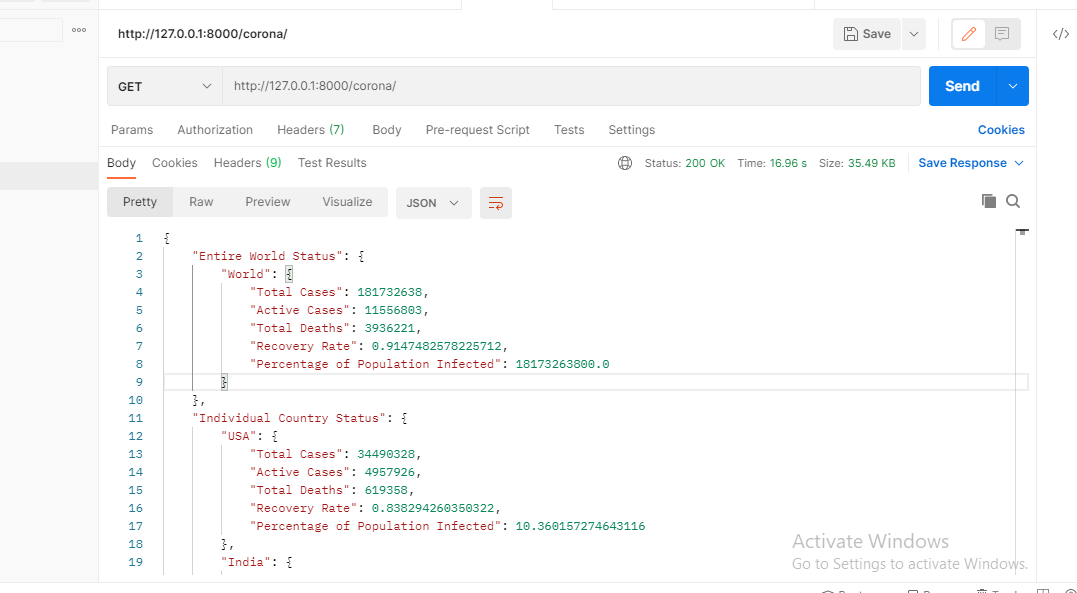 http://127.0.0.1:8000/corona/
Save
GET
http://127.0.0.1:8000/corona/
Send
Params Authorization Headers (7) Body Pre-request Script Tests Settings Cookies
Body Cookies Headers (9) Test Results Status: 200 OK Time: 16.96 s Size: 35.49 KB Save Response
Pretty Raw Preview Visualize JSON
1 {
2 "Entire World Status": {
3 "World": {
4 "Total Cases": 181732638,
5 "Active Cases": 11556803,
6 "Total Deaths": 3936221,
7 "Recovery Rate": 0.9147482578225712,
8 "Percentage of Population Infected": 18173263800.0
9 }
10 },
11 "Individual Country Status": {
12 "USA": {
13 "Total Cases": 34490328,
14 "Active Cases": 4957926,
15 "Total Deaths": 619358,
16 "Recovery Rate": 0.838294260350322,
17 "Percentage of Population Infected": 10.360157274643116
18 },
19 "India": {
Activate Windows
Go to Settings to activate Windows.